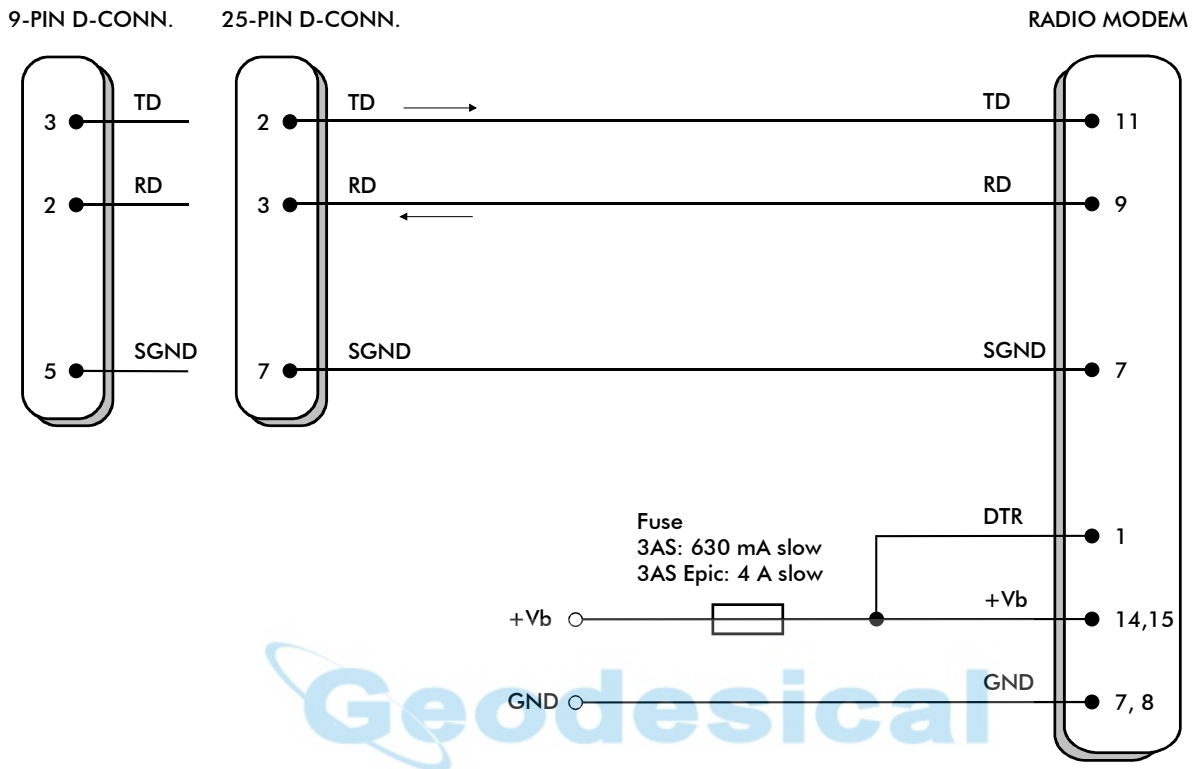 9-PIN D-CONN. 25-PIN D-CONN. RADIO MODEM
TD TD TD
3 2 11
RD RD RD
2 3 9
SGND SGND SGND
5 7 7
Fuse
3AS: 630 mA slow
3AS Epic: 4 A slow
DTR
1
+Vb +Vb
14,15
GND GND
7, 8
Geodesical